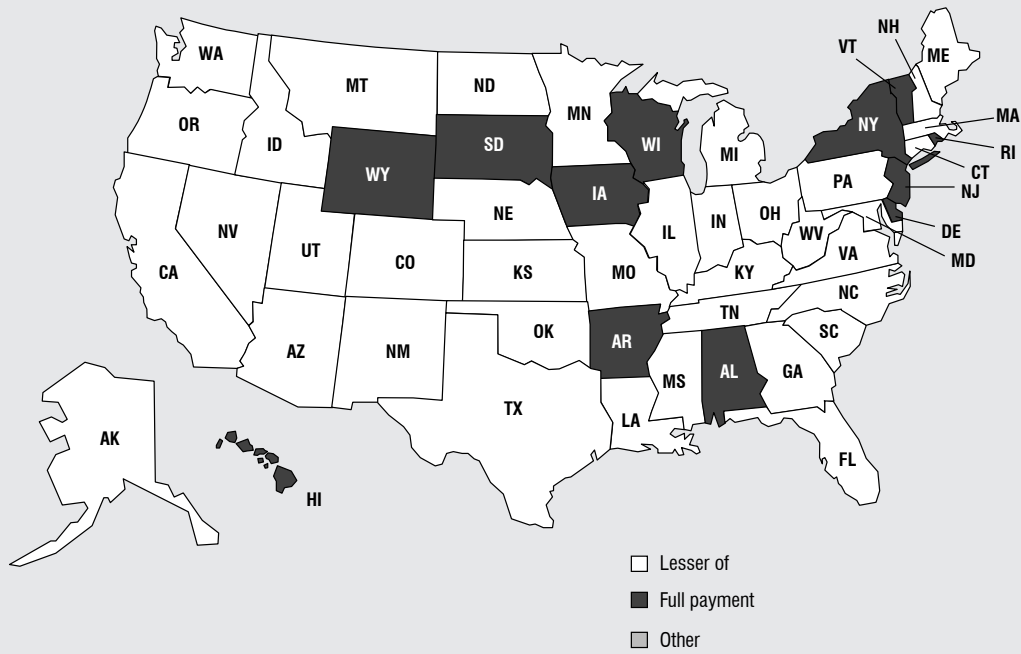 WA
MT
ND
MN
VT
NH
ME
OR
ID
SD
WI
NY
MA
RI
CT
WY
MI
PA
NJ
IA
NE
NV
UT
CO
IL
IN
OH
WV
DE
MD
VA
CA
KS
MO
KY
NC
TN
AZ
NM
OK
AR
SC
MS
AL
GA
TX
LA
AK
HI
FL
Lesser of
Full payment
Other